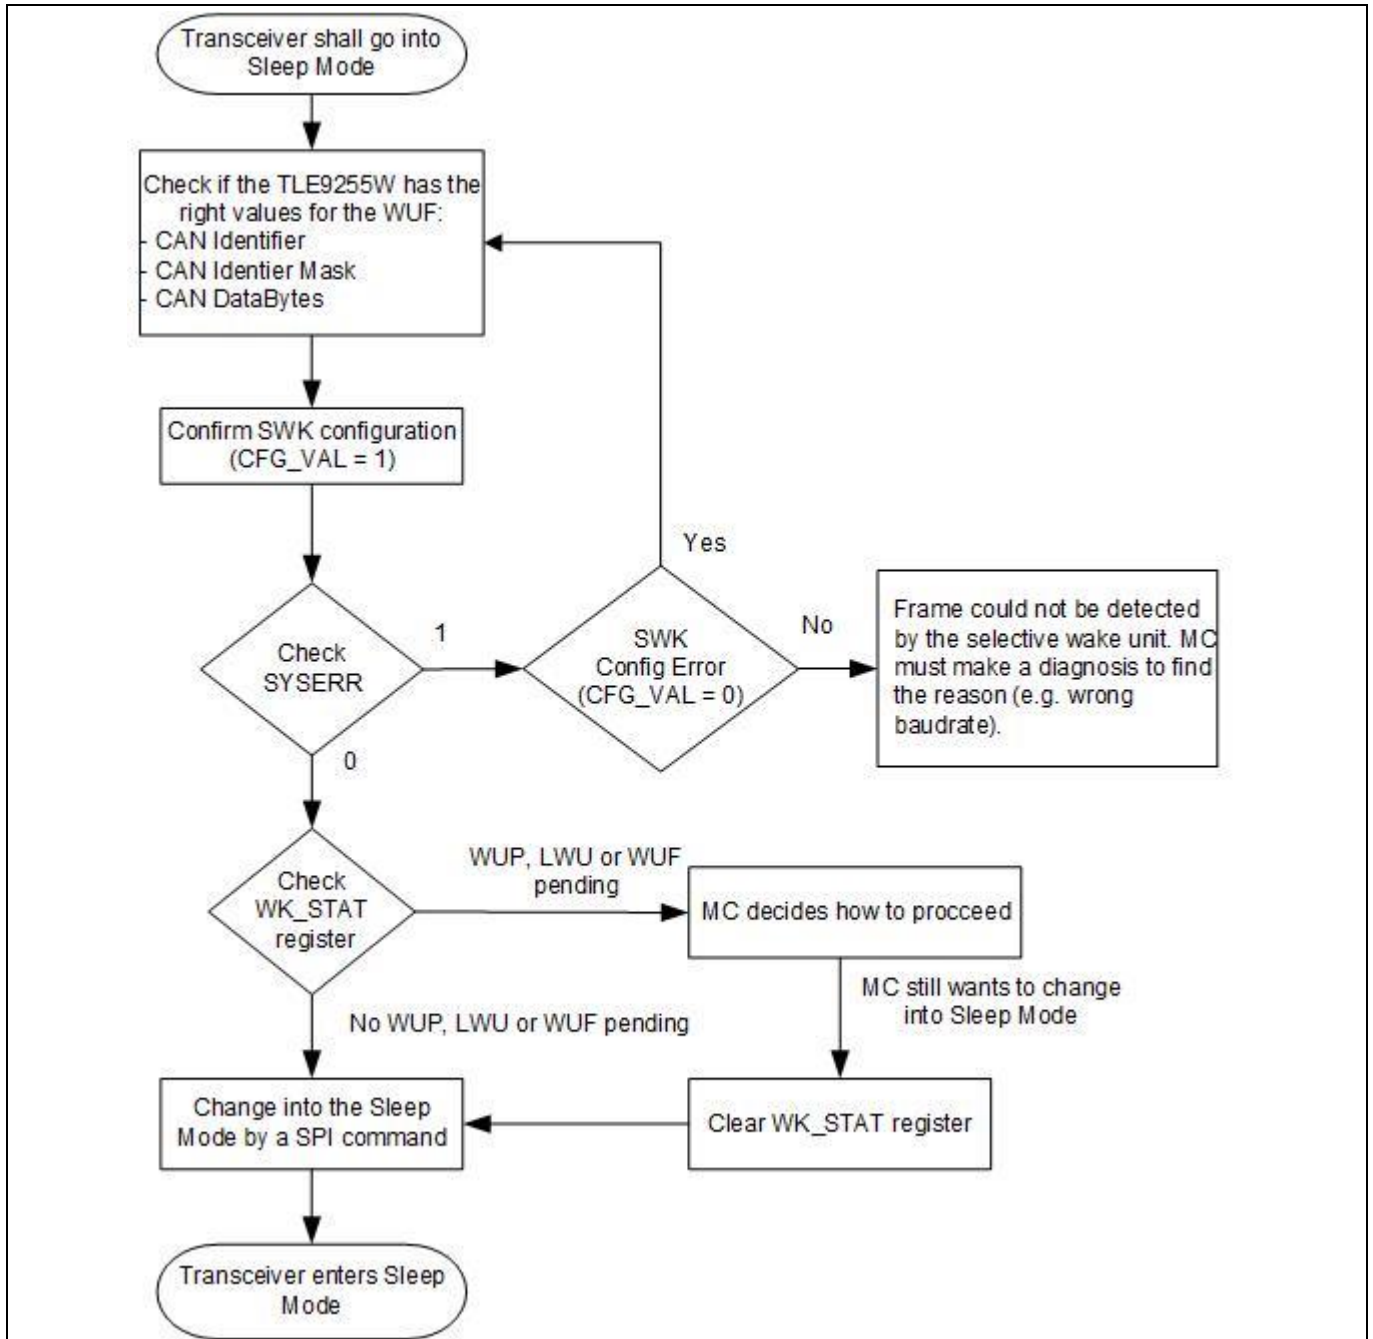 Transceiver shall go into
Sleep Mode
Check if the TLE9255W has the
right values for the WUF:
- CAN Identifier
- CAN Identier Mask
- CAN DataBytes
Confirm SWK configuration
(CFG_VAL = 1)
Yes
Check
SYSERR
1
0
SWK
Config Error
(CFG_VAL = 0)
No
Frame could not be detected
by the selective wake unit. MC
must make a diagnosis to find
the reason (e.g. wrong
baudrate).
Check
WK_STAT
register
WUP, LWU or WUF
pending
MC decides how to procceed
MC still wants to change
into Sleep Mode
No WUP, LWU or WUF pending
Change into the Sleep
Mode by a SPI command
Clear WK_STAT register
Transceiver enters Sleep
Mode